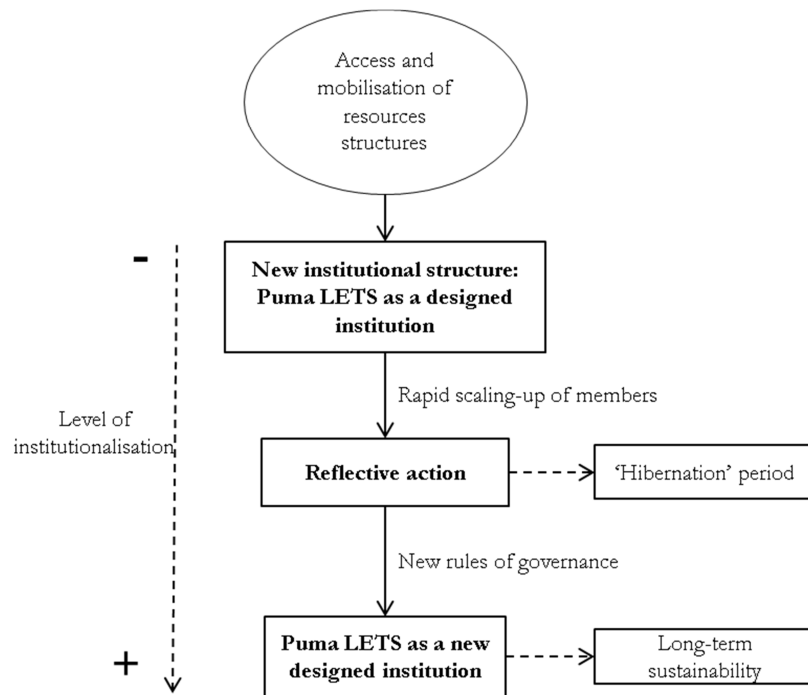 Access and
mobilisation of
resources
structures
-
New institutional structure:
Puma LETS as a designed
institution
Rapid scaling-up of members
Level of
institutionalisation
Reflective action
‘Hibernation’ period
New rules of governance
+
Puma LETS as a new
designed institution
Long-term
sustainability